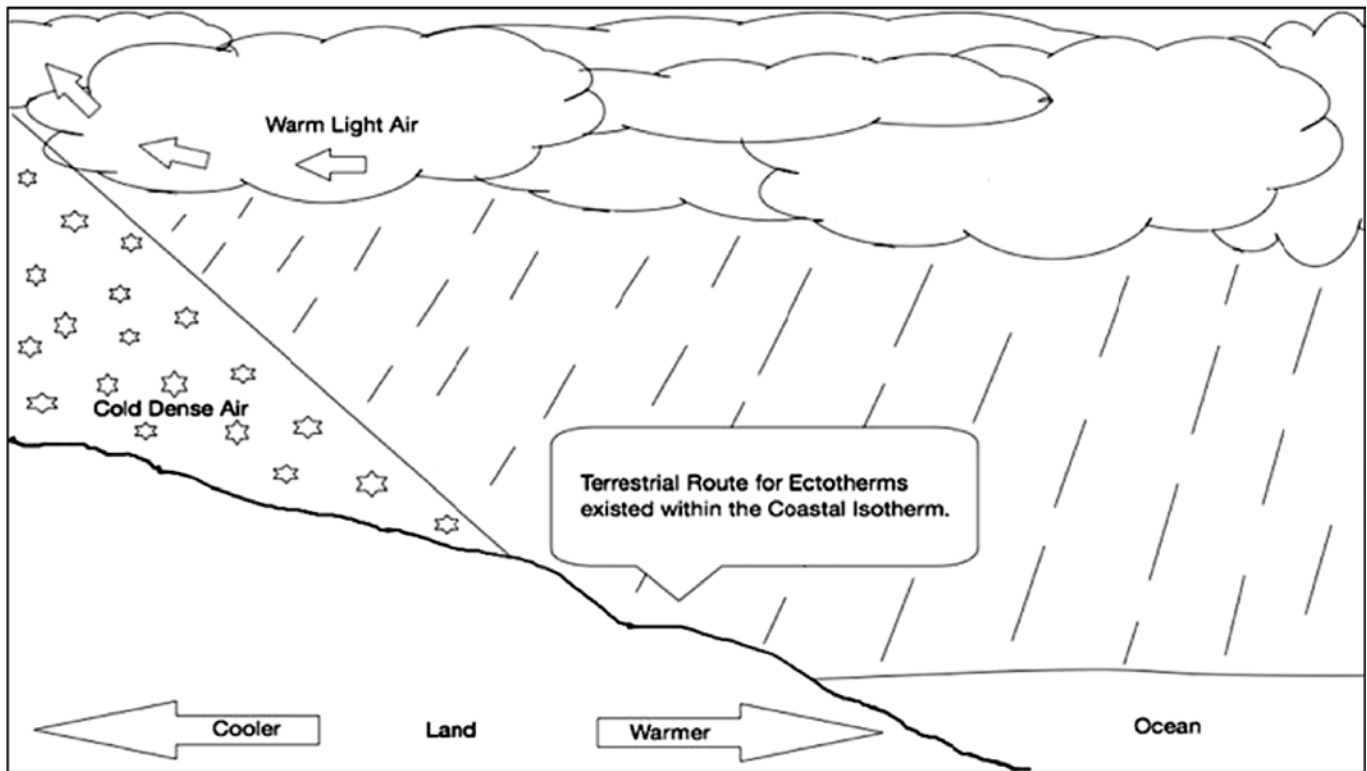 Warm Light Air
Cold Dense Air
Terrestrial Route for Ectotherms
existed within the Coastal Isotherm.
Cooler
Land
Warmer
Ocean